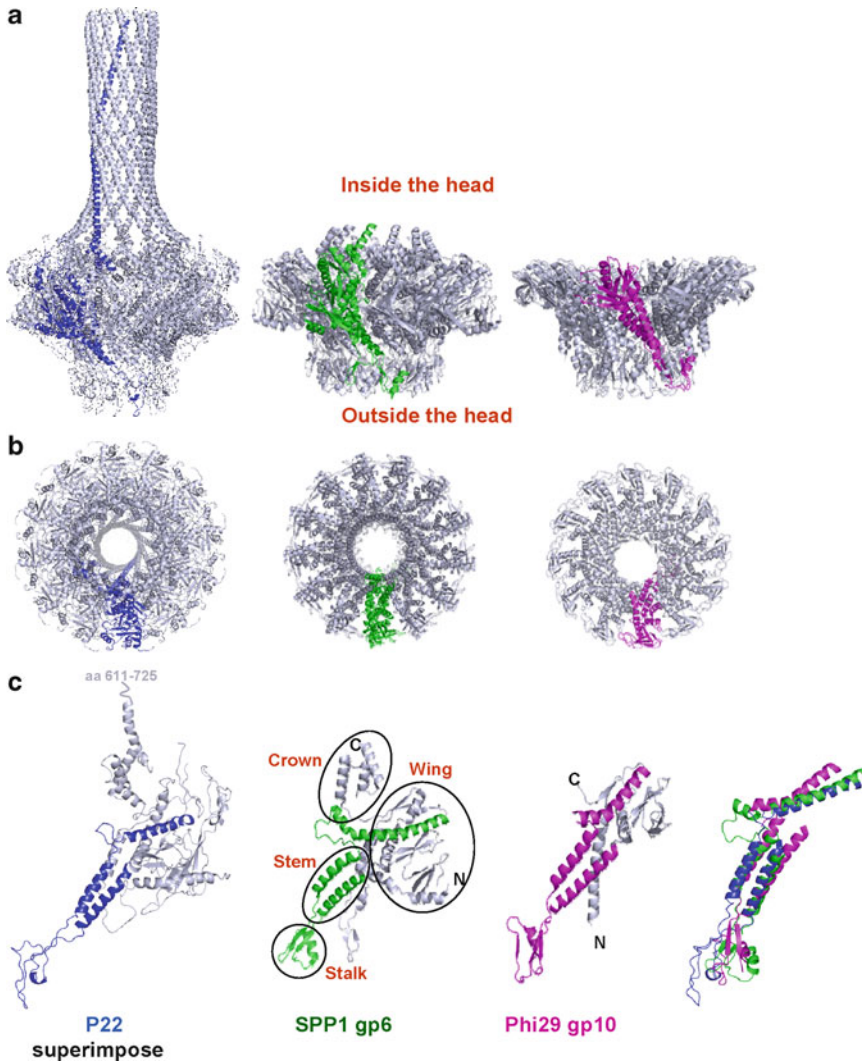 a
Inside the head
Outside the head
b
c
aa 611-725
Crown
C
Wing
Stem
N
Stalk
C
N
P22
SPP1 gp6
Phi29 gp10
superimpose